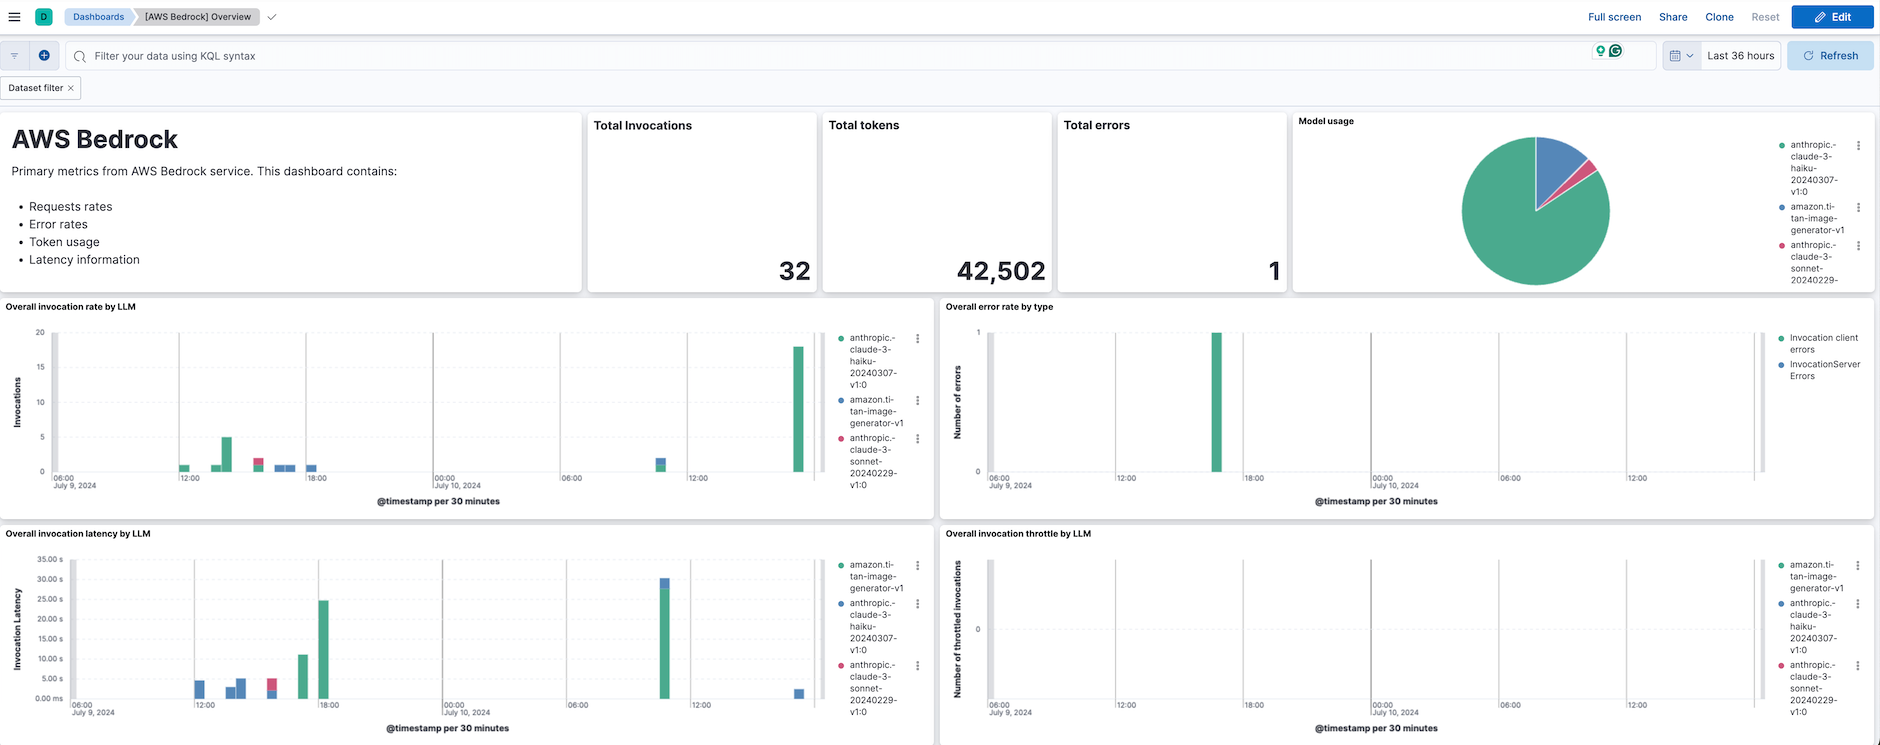 D Dashboards [AWS Bedrock] Overview Full screen Share Clone Reset Edit
Filter your data using KQL syntax Last 36 hours Refresh
Dataset filter ×
AWS Bedrock
Primary metrics from AWS Bedrock service. This dashboard contains:
• Requests rates
• Error rates
• Token usage
• Latency information
Total Invocations
32
Total tokens
42,502
Total errors
1
Model usage
anthropic.-
claude-3-
haiku-
20240307-
v1:0
amazon.ti-
tan-image-
generator-v1
anthropic.-
claude-3-
sonnet-
20240229-
Overall invocation rate by LLM
Invocations
20
15
10
5
0
06:00 12:00 18:00 00:00 06:00 12:00
July 9, 2024 July 10, 2024
@timestamp per 30 minutes
anthropic.-
claude-3-
haiku-
20240307-
v1:0
amazon.ti-
tan-image-
generator-v1
anthropic.-
claude-3-
sonnet-
20240229-
v1:0
Overall error rate by type
Number of errors
1
0
06:00 12:00 18:00 00:00 06:00 12:00
July 9, 2024 July 10, 2024
@timestamp per 30 minutes
Invocation client
errors
InvocationServer
Errors
Overall invocation latency by LLM
Invocation Latency
35.00 s
30.00 s
25.00 s
20.00 s
15.00 s
10.00 s
5.00 s
0.00 ms
06:00 12:00 18:00 00:00 06:00 12:00
July 9, 2024 July 10, 2024
@timestamp per 30 minutes
amazon.ti-
tan-image-
generator-v1
anthropic.-
claude-3-
haiku-
20240307-
v1:0
anthropic.-
claude-3-
sonnet-
20240229-
v1:0
Overall invocation throttle by LLM
Number of throttled invocations
0
06:00 12:00 18:00 00:00 06:00 12:00
July 9, 2024 July 10, 2024
@timestamp per 30 minutes
amazon.ti-
tan-image-
generator-v1
anthropic.-
claude-3-
haiku-
20240307-
v1:0
anthropic.-
claude-3-
sonnet-
20240229-
v1:0